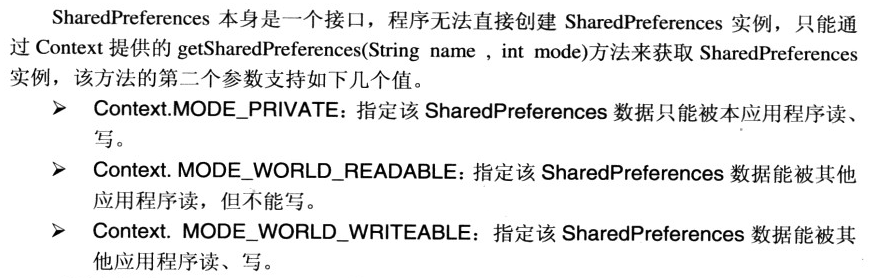 SharedPreferences 本身是一个接口，程序无法直接创建 SharedPreferences 实例，只能通
过 Context 提供的 getSharedPreferences(String name , int mode)方法来获取 SharedPreferences
实例，该方法的第二个参数支持如下几个值。
➢ Context.MODE_PRIVATE：指定该 SharedPreferences 数据只能被本应用程序读、
写。
➢ Context. MODE_WORLD_READABLE：指定该 SharedPreferences 数据能被其他
应用程序读，但不能写。
➢ Context. MODE_WORLD_WRITEABLE：指定该 SharedPreferences 数据能被其
他应用程序读、写。